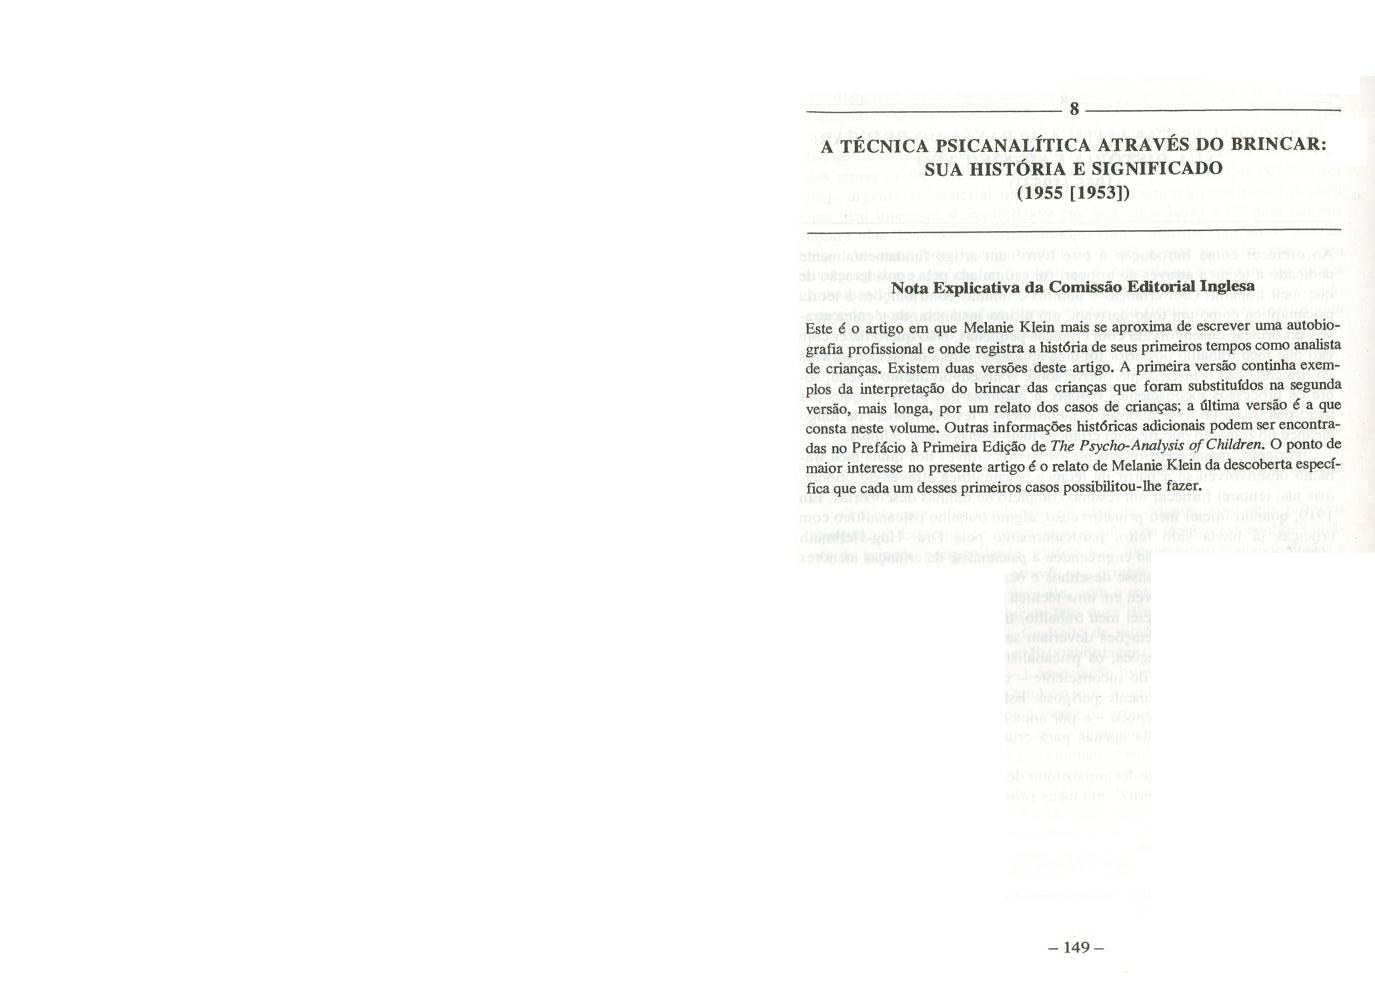 8
A TÉCNICA PSICANALÍTICA ATRAVÉS DO BRINCAR:
SUA HISTÓRIA E SIGNIFICADO
(1955 [1953])
Nota Explicativa da Comissão Editorial Inglesa
Este é o artigo em que Melanie Klein mais se aproxima de escrever uma autobio-
grafia profissional e onde registra a história de seus primeiros tempos como analista
de crianças. Existem duas versões deste artigo. A primeira versão continha exem-
plos da interpretação do brincar das crianças que foram substituídos na segunda
versão, mais longa, por um relato dos casos de crianças; a última versão é a que
consta neste volume. Outras informações históricas adicionais podem ser encontra-
das no Prefácio à Primeira Edição de The Psycho-Analysis of Children. O ponto de
maior interesse no presente artigo é o relato de Melanie Klein da descoberta especí-
fica que cada um desses primeiros casos possibilitou-lhe fazer.
– 149 –